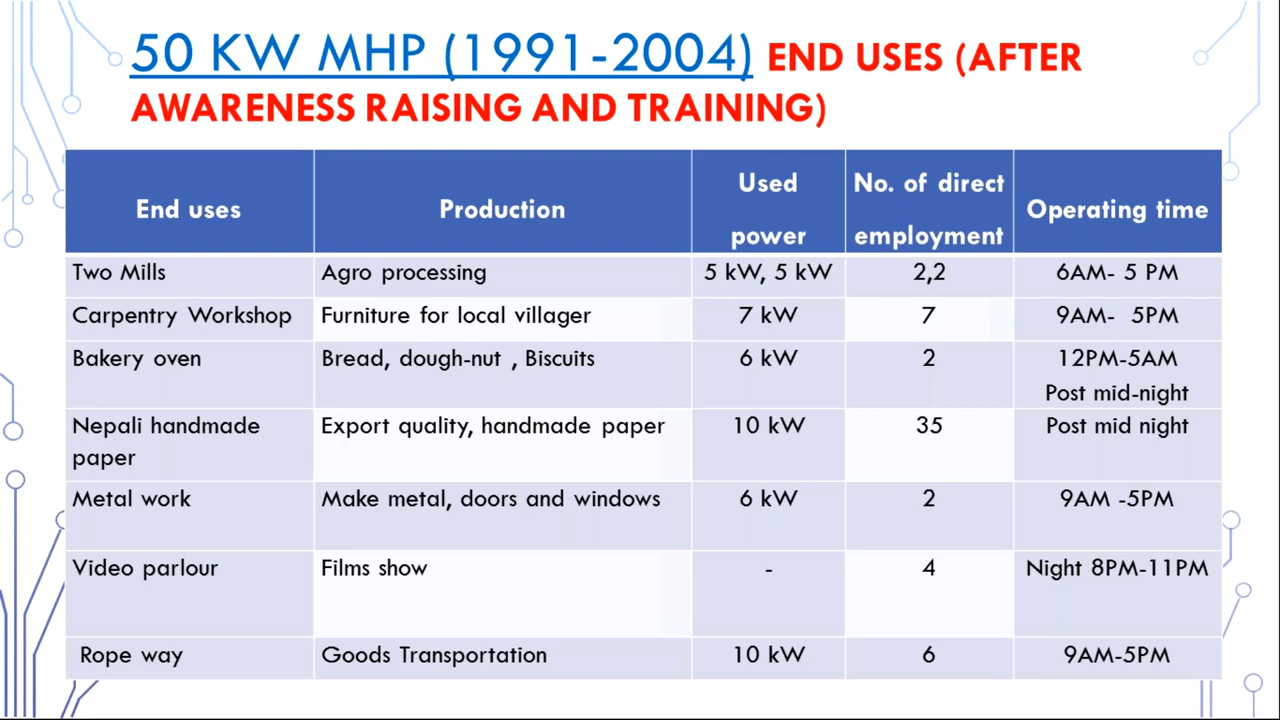 50 KW MHP (1991-2004) END USES (AFTER
AWARENESS RAISING AND TRAINING)
End uses Production Used power No. of direct employment Operating time
Two Mills Agro processing 5 kW, 5 kW 2,2 6AM- 5 PM
Carpentry Workshop Furniture for local villager 7 kW 7 9AM- 5PM
Bakery oven Bread, dough-nut , Biscuits 6 kW 2 12PM-5AM
Post mid-night
Nepali handmade Export quality, handmade paper 10 kW 35 Post mid night
paper
Metal work Make metal, doors and windows 6 kW 2 9AM -5PM
Video parlour Films show - 4 Night 8PM-11PM
Rope way Goods Transportation 10 kW 6 9AM-5PM